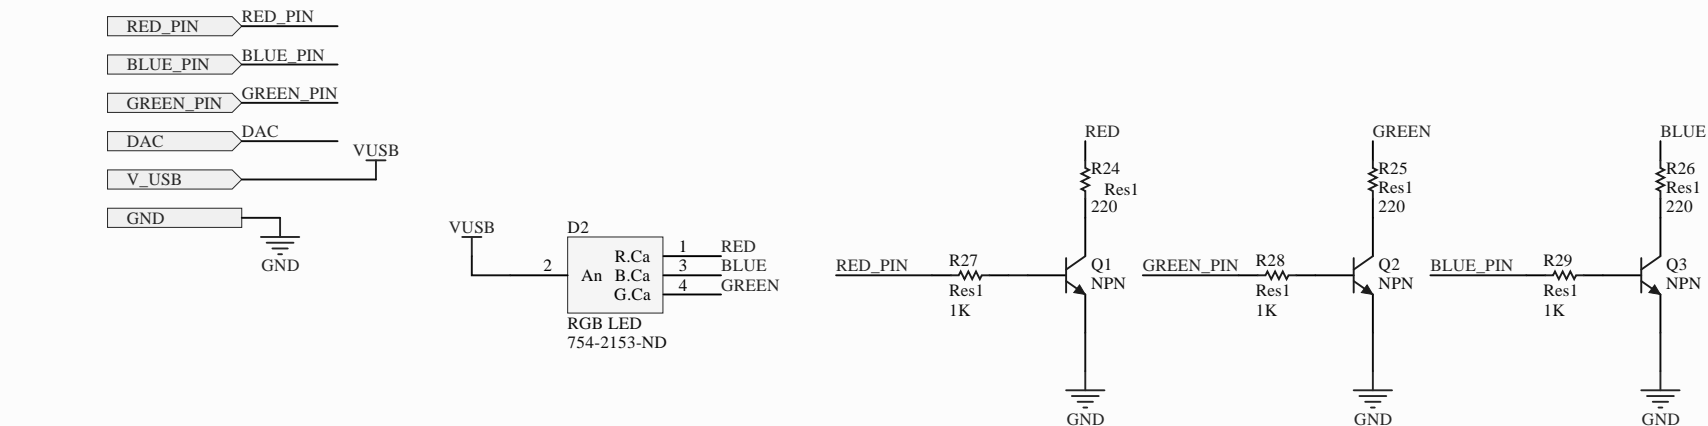 RED_PIN RED_PIN
BLUE_PIN BLUE_PIN
GREEN_PIN GREEN_PIN
DAC DAC
V_USB VUSB
GND
GND
VUSB
D2
2 An
R.Ca 1 RED
B.Ca 3 BLUE
G.Ca 4 GREEN
RGB LED
754-2153-ND
RED
R24
Res1
220
RED_PIN R27
Res1
1K
Q1
NPN
GND
GREEN
R25
Res1
220
GREEN_PIN R28
Res1
1K
Q2
NPN
GND
BLUE
R26
Res1
220
BLUE_PIN R29
Res1
1K
Q3
NPN
GND